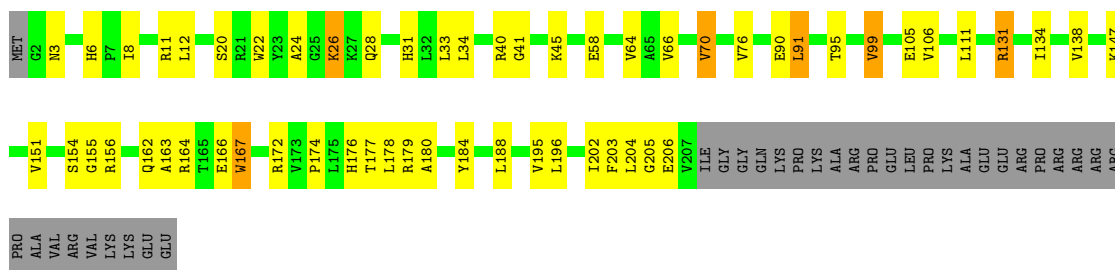 MET G2 N3 H6 P7 I8 R11 L12 S20 R21 W22 Y23 A24 G25 K26 K27 Q28 H31 L32 L33 L34 R40 G41 K45 E58 V64 A65 V66 V70 V76 E90 L91 T95 V99 E105 V106 L111 R131 I134 V138 K147
V151 S154 G155 R156 Q162 A163 R164 T165 E166 W167 R172 V173 P174 L175 H176 T177 L178 R179 A180 Y184 L188 V195 L196 I202 F203 L204 G205 E206 V207 ILE GLY GLY GLN LYS PRO LYS ALA ARG PRO GLU LEU PRO LYS ALA GLU GLU ARG PRO ARG ARG ARG ARG
PRO ALA VAL ARG VAL LYS LYS GLU GLU